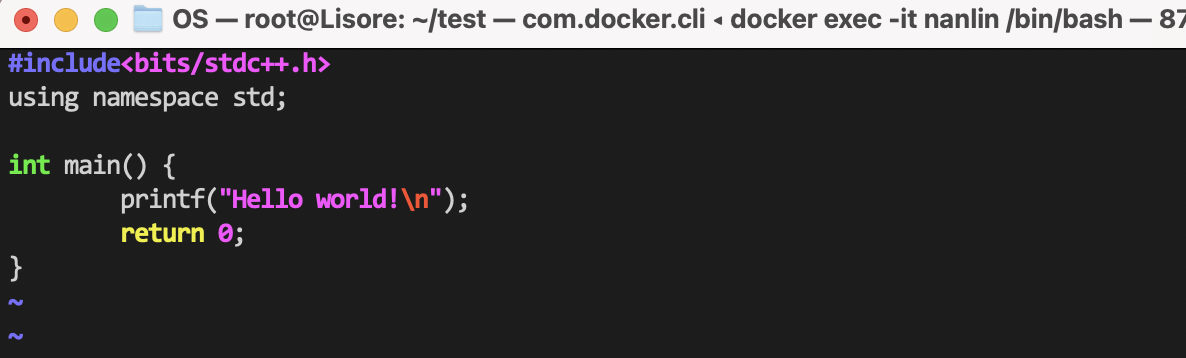 OS — root@Lisore: ~/test — com.docker.cli ◂ docker exec -it nanlin /bin/bash — 87
#include<bits/stdc++.h>
using namespace std;
int main() {
        printf("Hello world!\n");
        return 0;
}
~
~